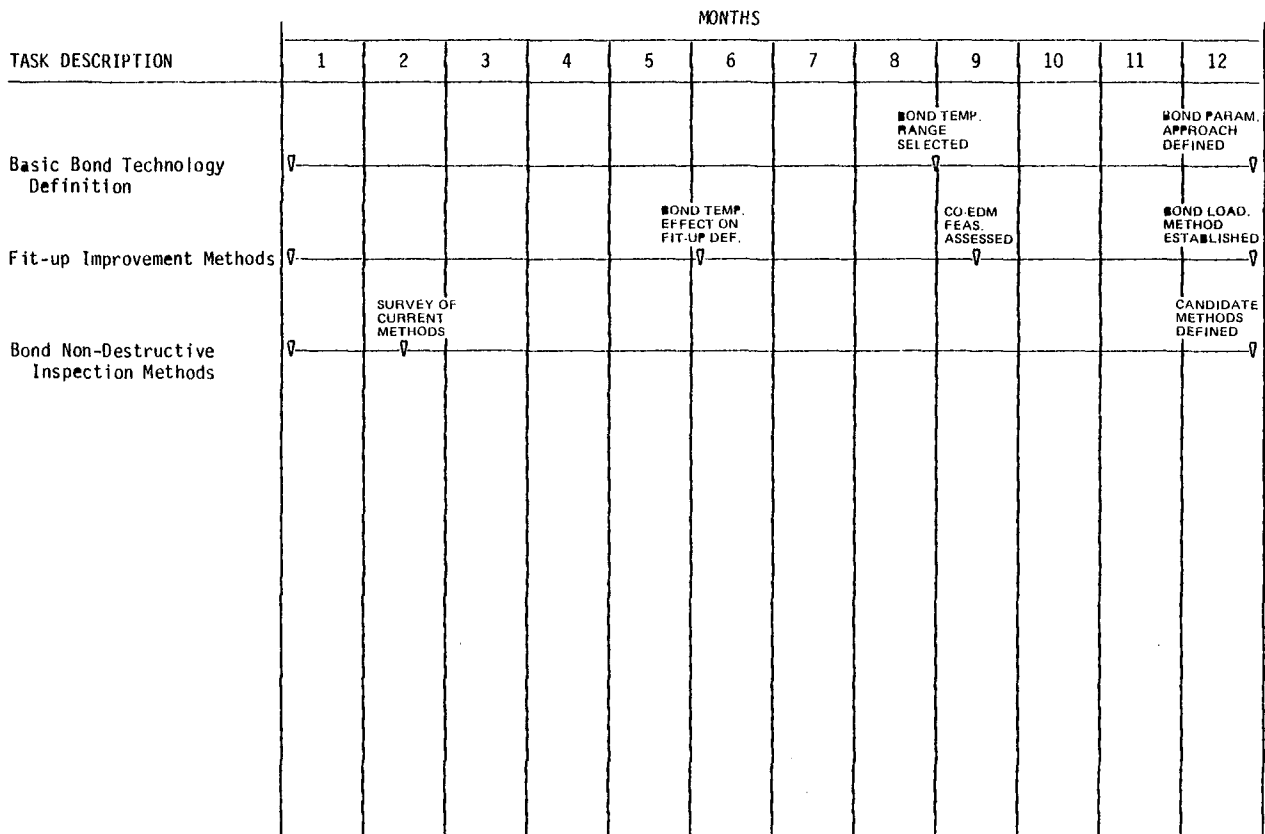 MONTHS
TASK DESCRIPTION 1 2 3 4 5 6 7 8 9 10 11 12
BOND TEMP.
RANGE
SELECTED
BOND PARAM.
APPROACH
DEFINED
Basic Bond Technology
Definition
BOND TEMP.
EFFECT ON
FIT-UP DEF.
CO-EDM
FEAS.
ASSESSED
BOND LOAD.
METHOD
ESTABLISHED
Fit-up Improvement Methods
SURVEY OF
CURRENT
METHODS
CANDIDATE
METHODS
DEFINED
Bond Non-Destructive
Inspection Methods